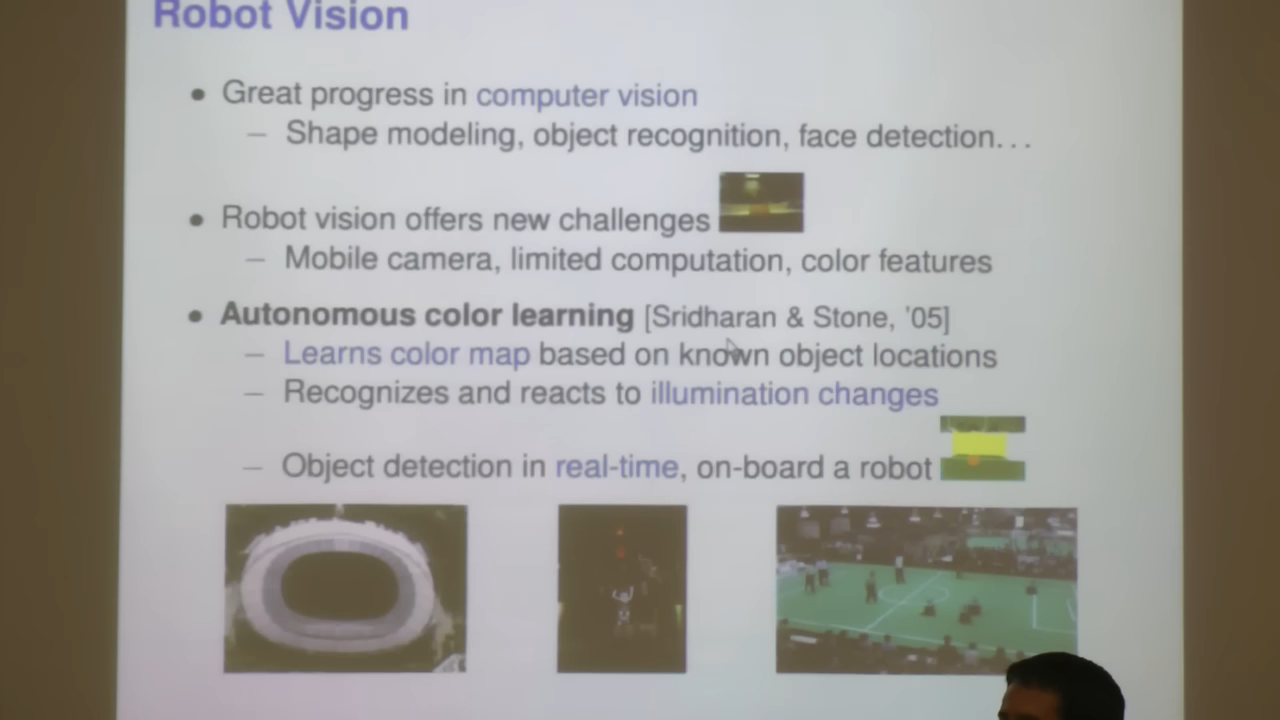 Robot Vision
• Great progress in computer vision
– Shape modeling, object recognition, face detection...
• Robot vision offers new challenges
– Mobile camera, limited computation, color features
• Autonomous color learning [Sridharan & Stone, '05]
– Learns color map based on known object locations
– Recognizes and reacts to illumination changes
– Object detection in real-time, on-board a robot